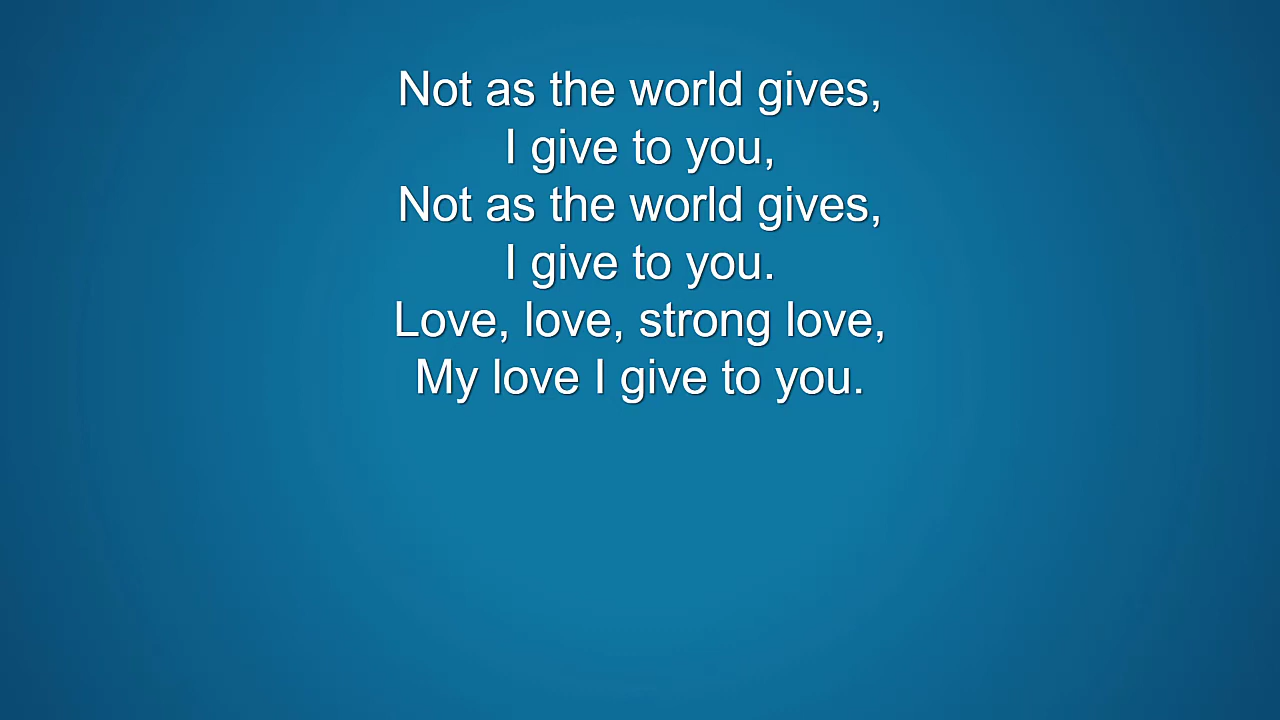 Not as the world gives,
I give to you,
Not as the world gives,
I give to you.
Love, love, strong love,
My love I give to you.